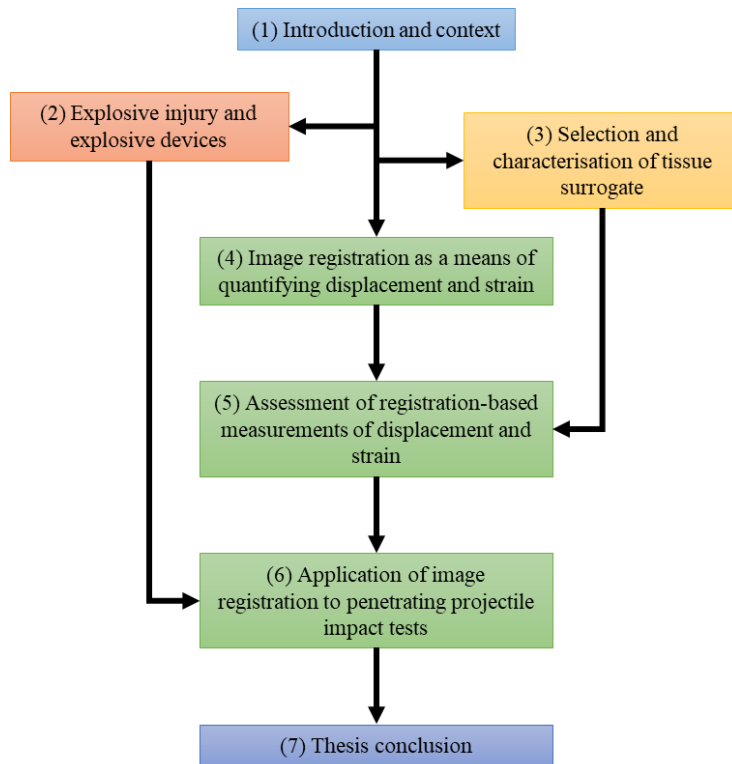 (1) Introduction and context
(2) Explosive injury and
explosive devices
(3) Selection and
characterisation of tissue
surrogate
(4) Image registration as a means of
quantifying displacement and strain
(5) Assessment of registration-based
measurements of displacement and
strain
(6) Application of image
registration to penetrating projectile
impact tests
(7) Thesis conclusion